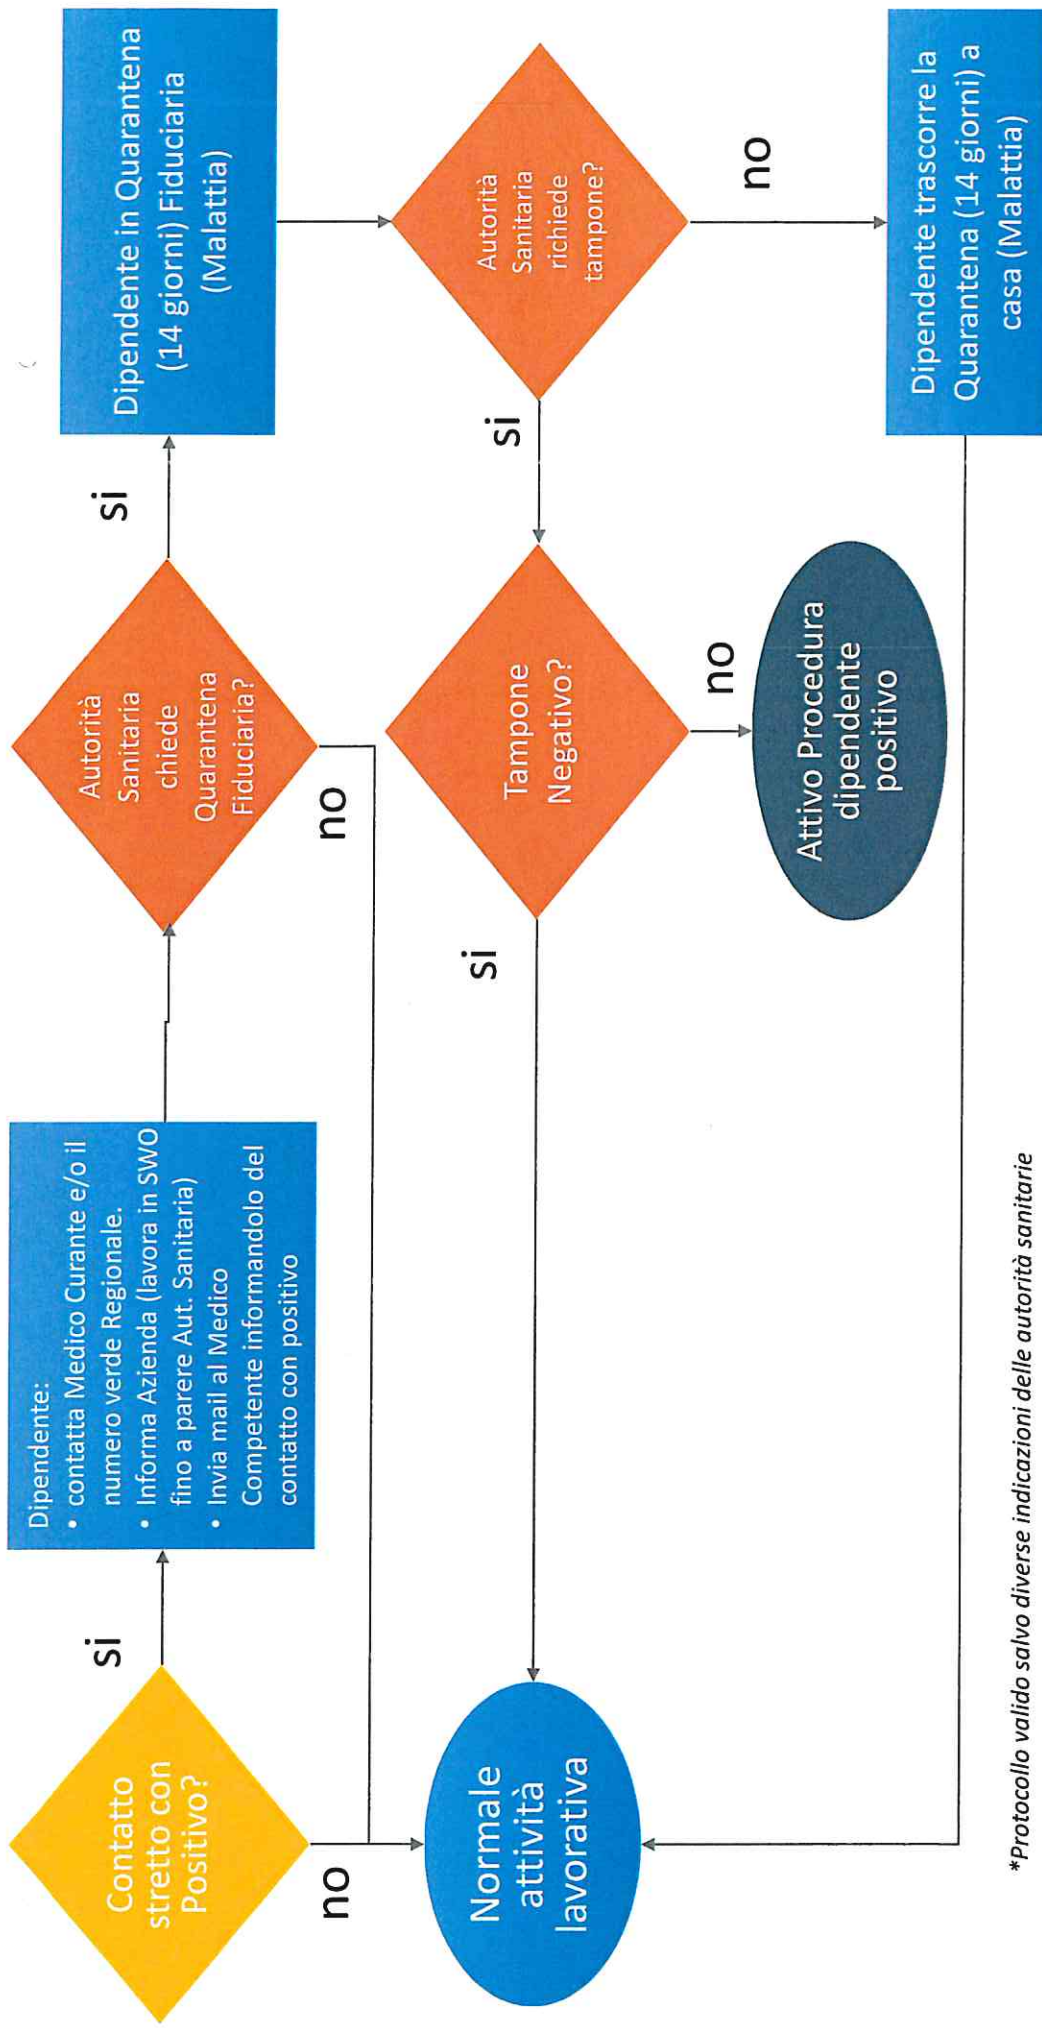 Contatto
stretto con
Positivo?
si
no
Dipendente:
• contatta Medico Curante e/o il
numero verde Regionale.
• Informa Azienda (lavora in SWO
fino a parere Aut. Sanitaria)
• Invia mail al Medico
Competente informandolo del
contatto con positivo
Autorità
Sanitaria
chiede
Quarantena
Fiduciaria?
si
no
Dipendente in Quarantena
(14 giorni) Fiduciaria
(Malattia)
Autorità
Sanitaria
richiede
tampone?
si
no
Tampone
Negativo?
si
no
Normale
attività
lavorativa
Attivo Procedura
dipendente
positivo
Dipendente trascorre la
Quarantena (14 giorni) a
casa (Malattia)
*Protocollo valido salvo diverse indicazioni delle autorità sanitarie